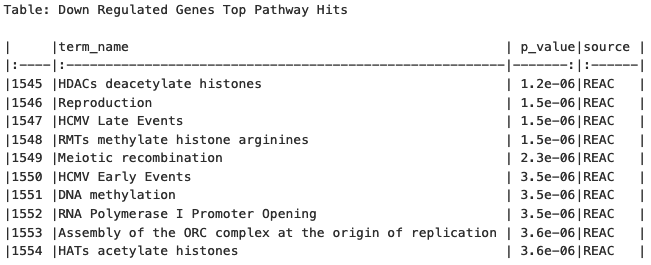 Table: Down Regulated Genes Top Pathway Hits
|     |term_name                                               | p_value|source |
|:----|:-------------------------------------------------------|-------:|:------|
|1545 |HDACs deacetylate histones                              | 1.2e-06|REAC   |
|1546 |Reproduction                                            | 1.5e-06|REAC   |
|1547 |HCMV Late Events                                        | 1.5e-06|REAC   |
|1548 |RMTs methylate histone arginines                        | 1.5e-06|REAC   |
|1549 |Meiotic recombination                                   | 2.3e-06|REAC   |
|1550 |HCMV Early Events                                       | 3.5e-06|REAC   |
|1551 |DNA methylation                                         | 3.5e-06|REAC   |
|1552 |RNA Polymerase I Promoter Opening                       | 3.5e-06|REAC   |
|1553 |Assembly of the ORC complex at the origin of replication | 3.6e-06|REAC   |
|1554 |HATs acetylate histones                                 | 3.6e-06|REAC   |